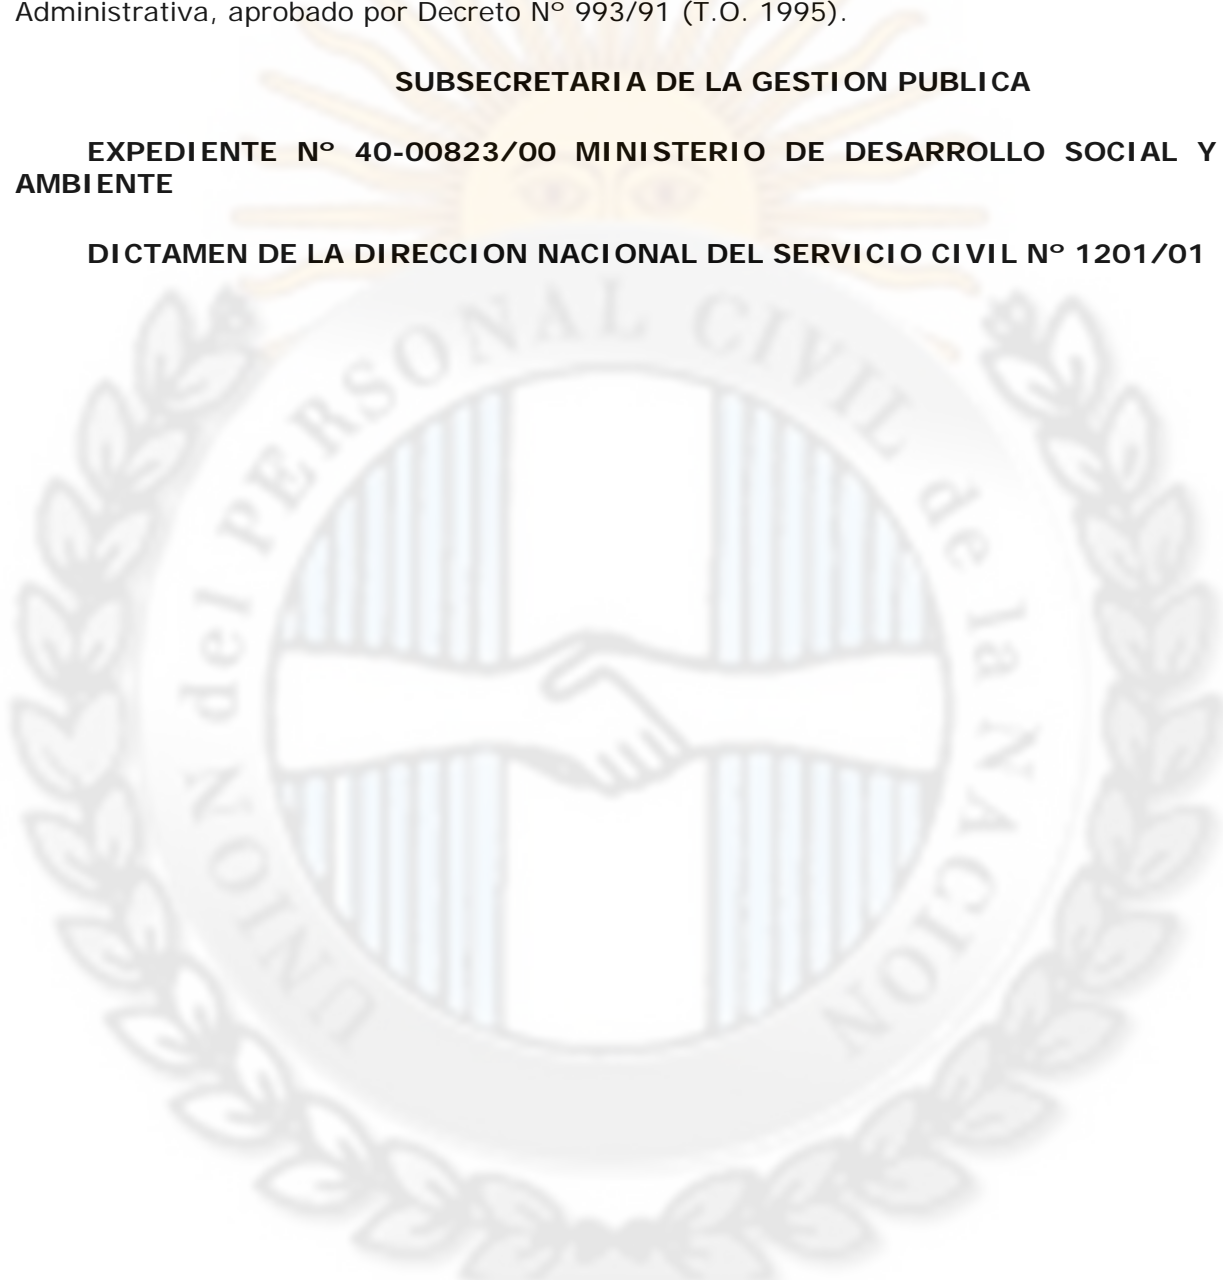 Administrativa, aprobado por Decreto Nº 993/91 (T.O. 1995).
SUBSECRETARIA DE LA GESTION PUBLICA
EXPEDIENTE Nº 40-00823/00 MINISTERIO DE DESARROLLO SOCIAL Y
AMBIENTE
DICTAMEN DE LA DIRECCION NACIONAL DEL SERVICIO CIVIL Nº 1201/01
UNION del PERSONAL CIVIL de la NACION